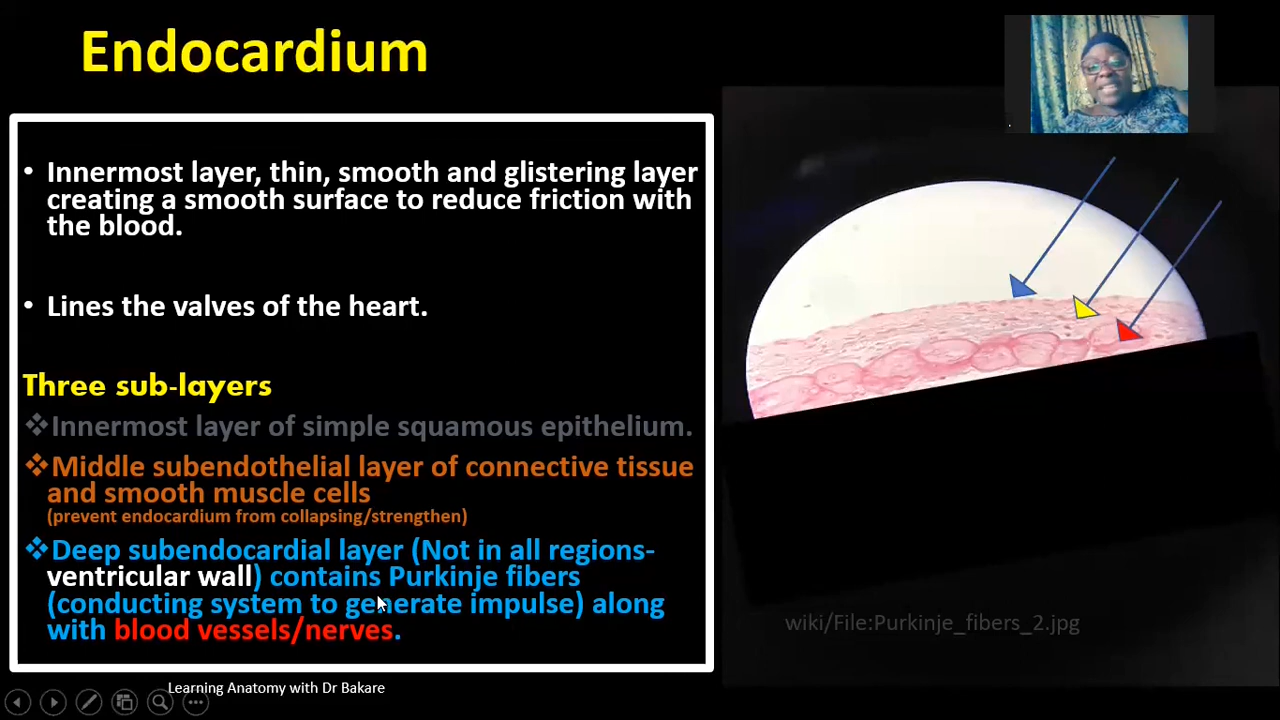 Endocardium
• Innermost layer, thin, smooth and glistering layer
creating a smooth surface to reduce friction with
the blood.
• Lines the valves of the heart.
Three sub-layers
❖Innermost layer of simple squamous epithelium.
❖Middle subendothelial layer of connective tissue
and smooth muscle cells
(prevent endocardium from collapsing/strengthen)
❖Deep subendocardial layer (Not in all regions-
ventricular wall) contains Purkinje fibers
(conducting system to generate impulse) along
with blood vessels/nerves.
wiki/File:Purkinje_fibers_2.jpg
Learning Anatomy with Dr Bakare